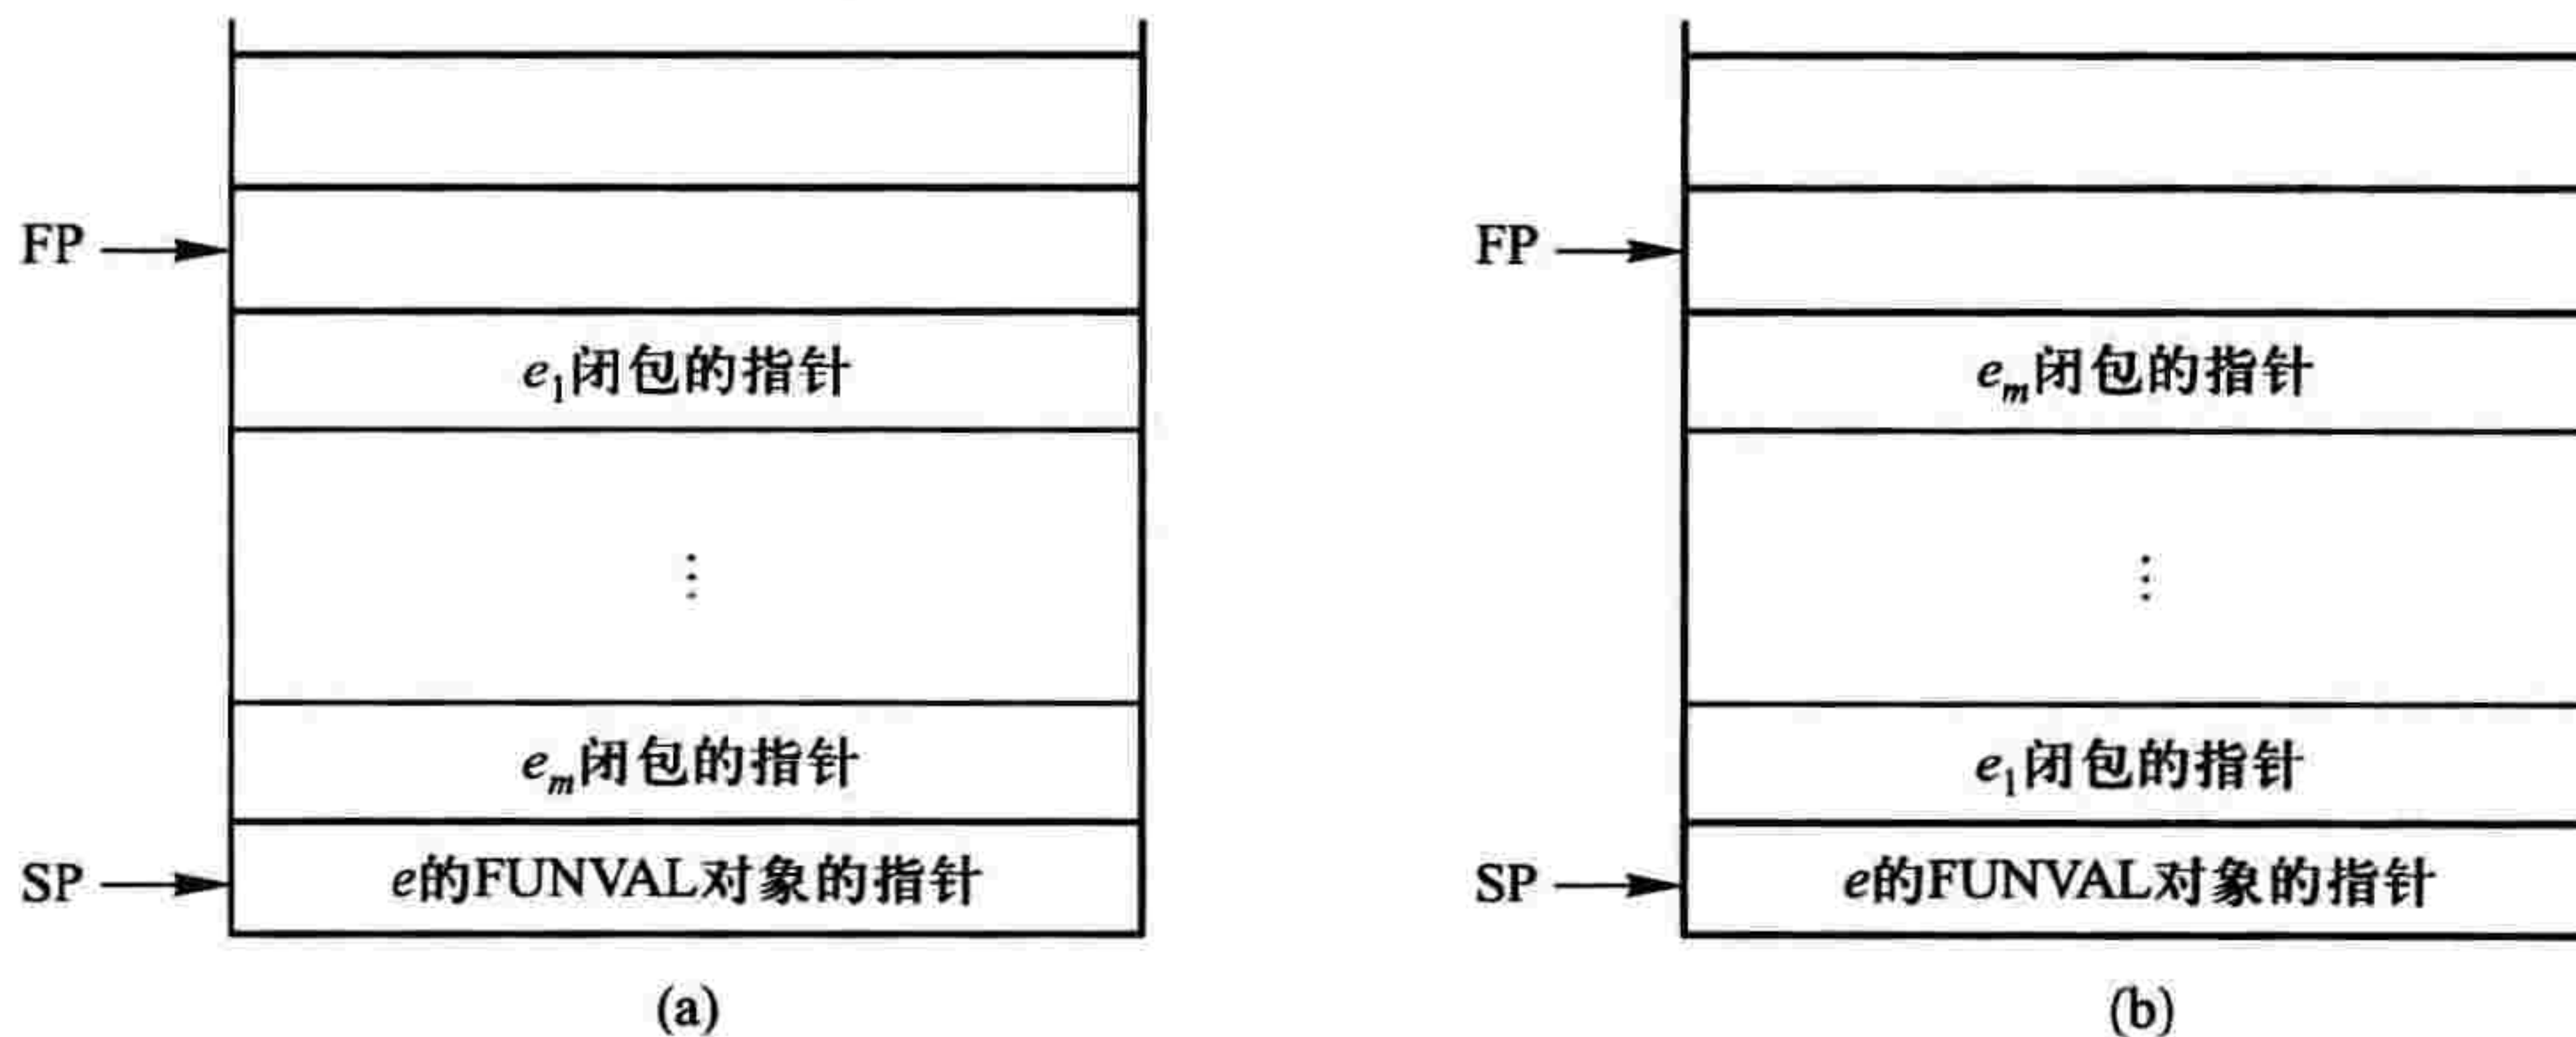 FP
e₁闭包的指针
⋮
eₘ闭包的指针
SP
e的FUNVAL对象的指针
(a)
FP
eₘ闭包的指针
⋮
e₁闭包的指针
SP
e的FUNVAL对象的指针
(b)